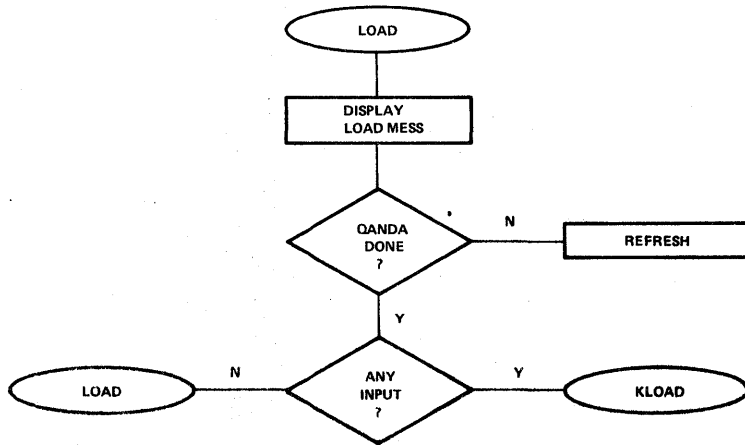 LOAD
DISPLAY
LOAD MESS
QANDA
DONE
?
N
REFRESH
Y
LOAD
N
ANY
INPUT
?
Y
KLOAD